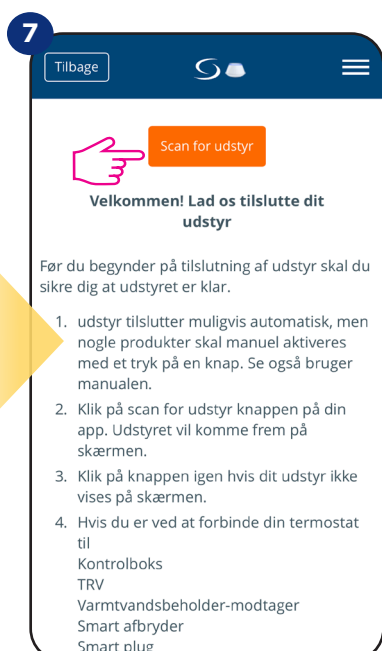 7
Tilbage
Scan for udstyr
Velkommen! Lad os tilslutte dit
udstyr
Før du begynder på tilslutning af udstyr skal du
sikre dig at udstyret er klar.
1. udstyr tilslutter muligvis automatisk, men
nogle produkter skal manuel aktiveres
med et tryk på en knap. Se også bruger
manualen.
2. Klik på scan for udstyr knappen på din
app. Udstyret vil komme frem på
skærmen.
3. Klik på knappen igen hvis dit udstyr ikke
vises på skærmen.
4. Hvis du er ved at forbinde din termostat
til
Kontrolboks
TRV
Varmtvandsbeholder-modtager
Smart afbryder
Smart plug